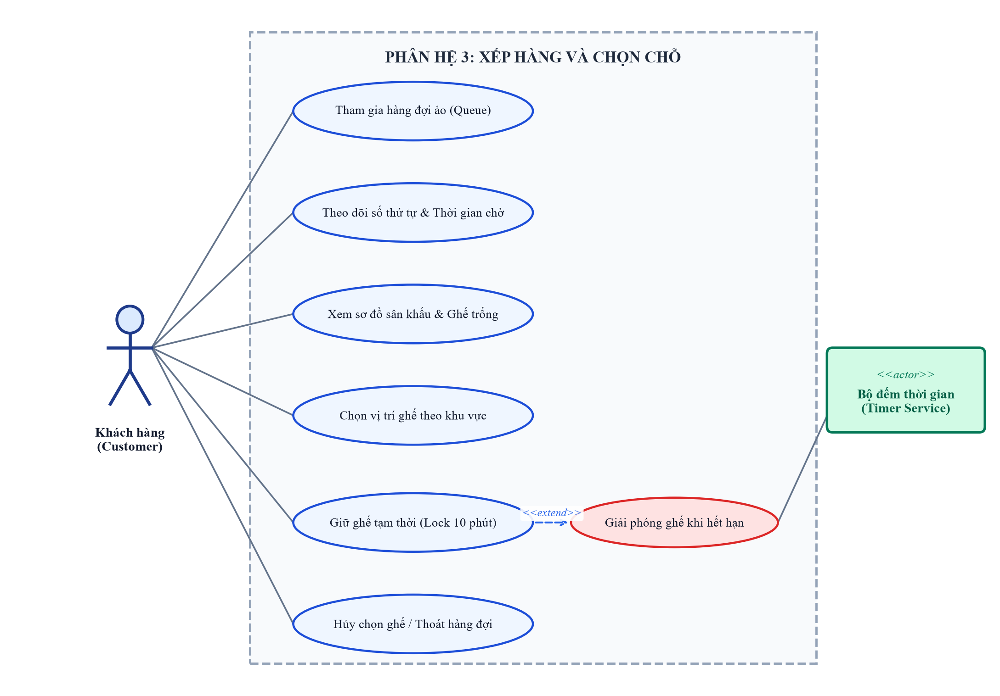 PHÂN HỆ 3: XẾP HÀNG VÀ CHỌN CHỖ
Tham gia hàng đợi ảo (Queue)
Theo dõi số thứ tự & Thời gian chờ
Xem sơ đồ sân khấu & Ghế trống
Chọn vị trí ghế theo khu vực
Giữ ghế tạm thời (Lock 10 phút)
<<extend>>
Giải phóng ghế khi hết hạn
Hủy chọn ghế / Thoát hàng đợi
Khách hàng
(Customer)
<<actor>>
Bộ đếm thời gian
(Timer Service)